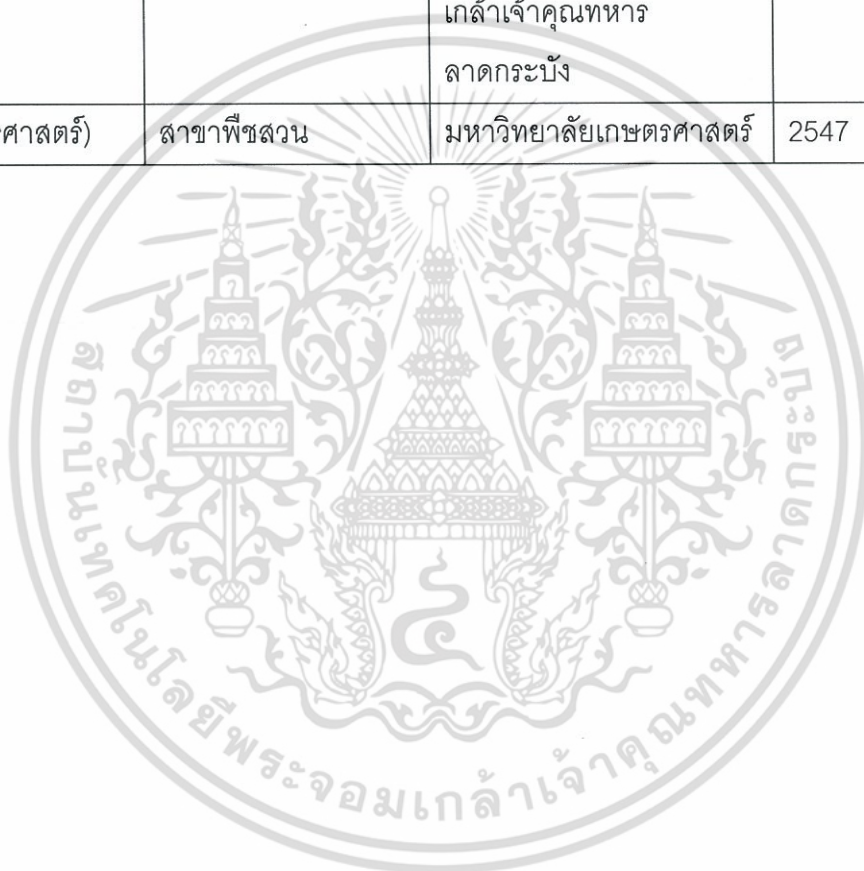 เกล้าเจ้าคุณทหาร
ลาดกระบัง
ศาสตร์) สาขาพืชสวน มหาวิทยาลัยเกษตรศาสตร์ 2547
สถาบันเทคโนโลยีพระจอมเกล้าเจ้าคุณทหารลาดกระบัง
๔